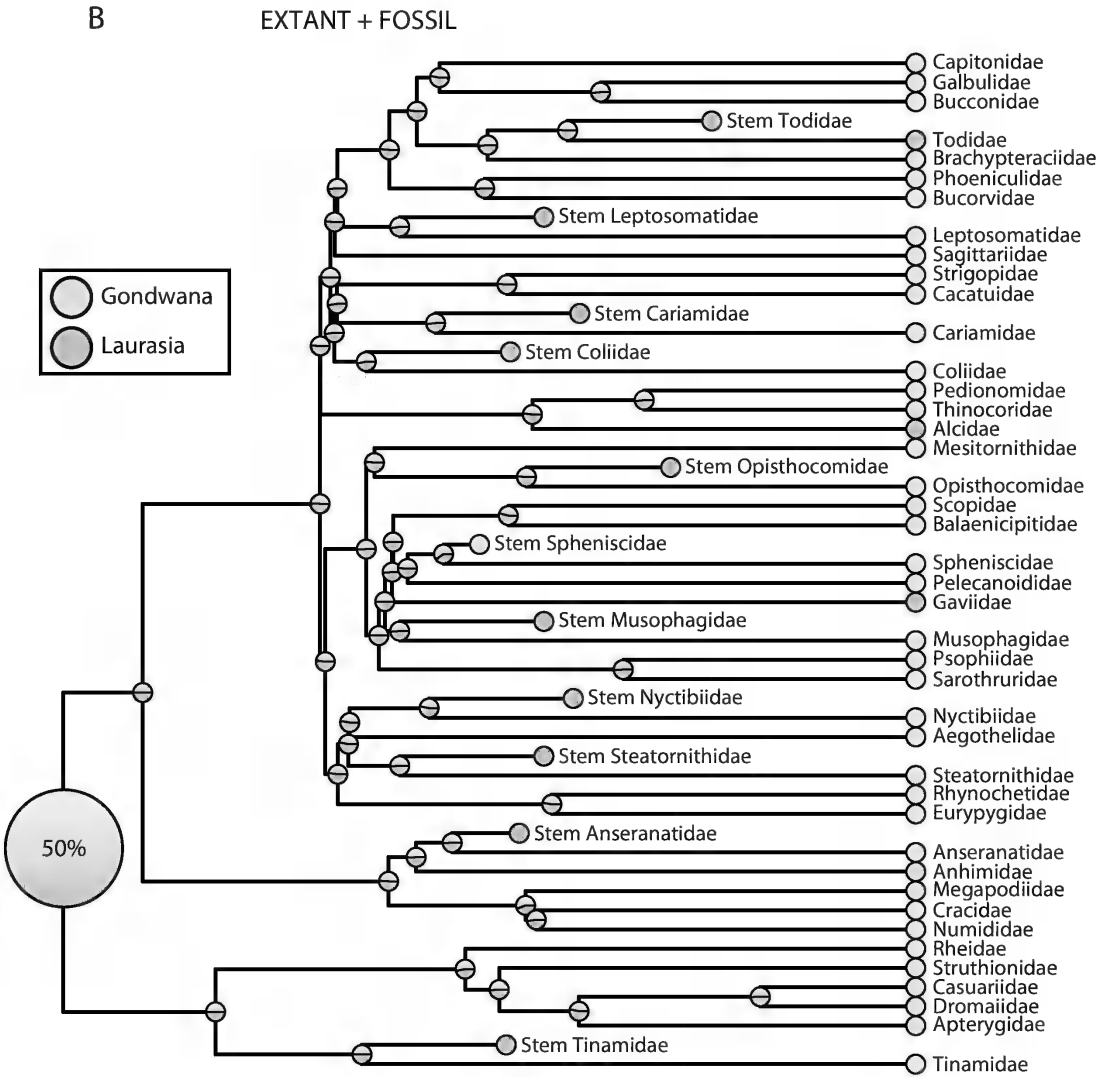 B
EXTANT + FOSSIL
Capitonidae
Galbulidae
Bucconidae
Stem Todidae
Todidae
Brachypteraciidae
Phoeniculidae
Bucorvidae
Stem Leptosomatidae
Leptosomatidae
Sagittariidae
Strigopidae
Gondwana
Cacatuidae
Stem Cariamidae
Cariamidae
Laurasia
Stem Coliidae
Coliidae
Pedionomidae
Thinocoridae
Alcidae
Mesitornithidae
Stem Opisthocomidae
Opisthocomidae
Scopidae
Balaenicipitidae
Stem Spheniscidae
Spheniscidae
Pelecanoididae
Gaviidae
Stem Musophagidae
Musophagidae
Psophiidae
Sarothruridae
Stem Nyctibiidae
Nyctibiidae
Aegothelidae
Stem Steatornithidae
Steatornithidae
Rhynochetidae
Eurypygidae
Stem Anseranatidae
50%
Anseranatidae
Anhimidae
Megapodiidae
Cracidae
Numididae
Rheidae
Struthionidae
Casuariidae
Dromaiidae
Apterygidae
Stem Tinamidae
Tinamidae